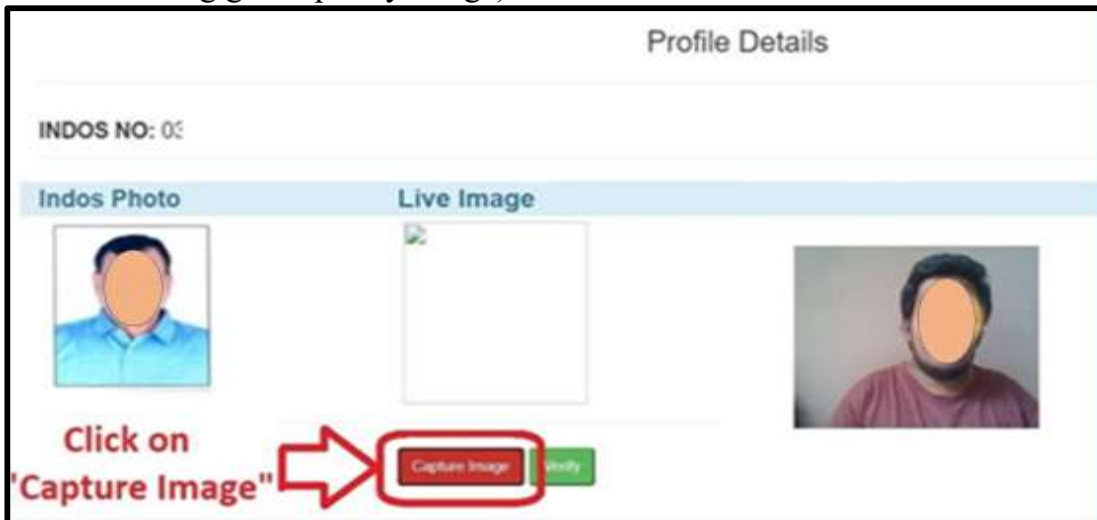 Profile Details
INDOS NO: 03
Indos Photo
Live Image
Click on
"Capture Image"
Capture Image
Verify